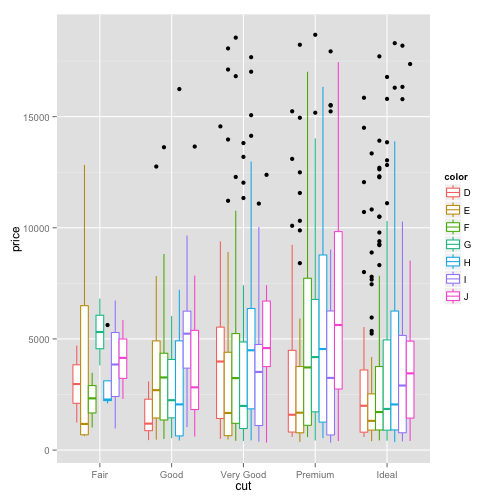 15000
10000
5000
0
price
Fair
Good
Very Good
Premium
Ideal
cut
color
D
E
F
G
H
I
J